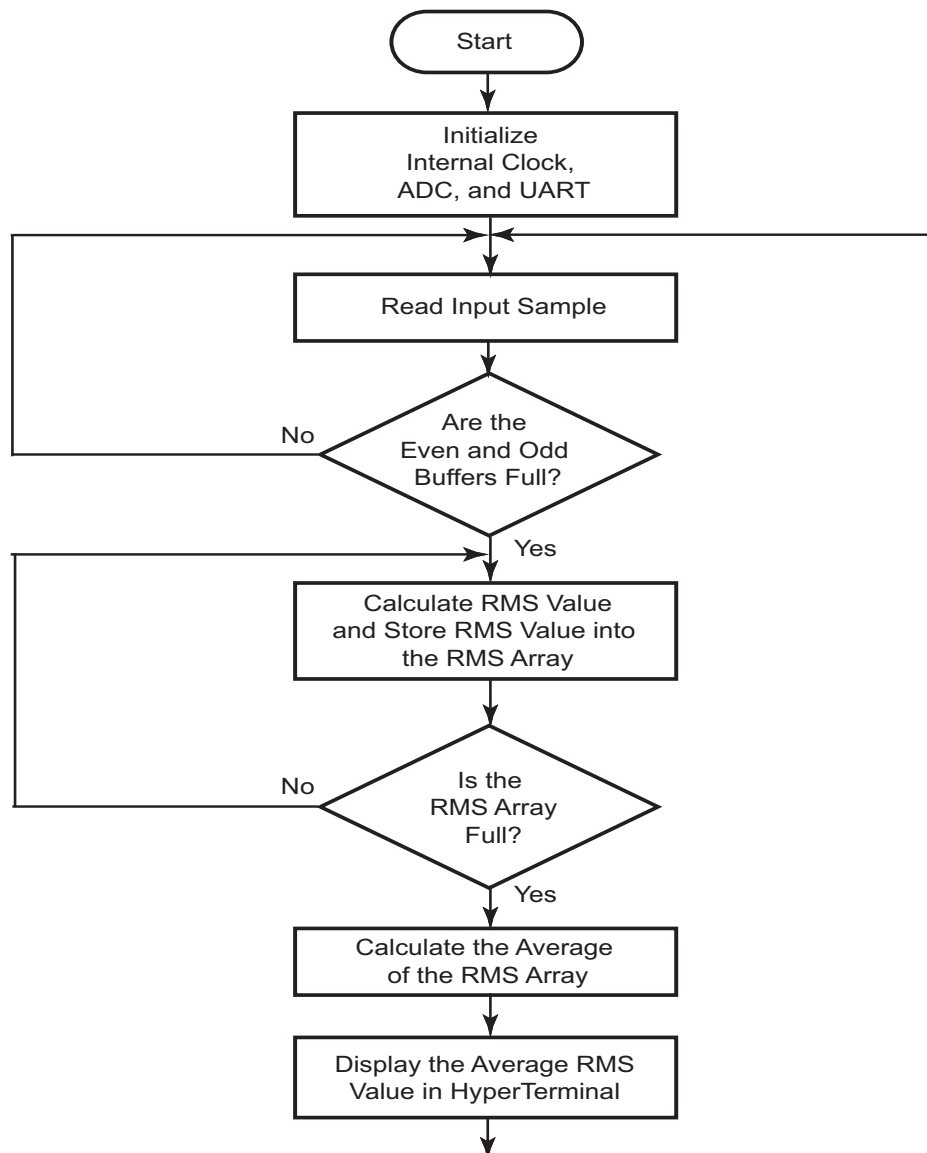 Start
Initialize
Internal Clock,
ADC, and UART
Read Input Sample
Are the
Even and Odd
Buffers Full?
No
Yes
Calculate RMS Value
and Store RMS Value into
the RMS Array
Is the
RMS Array
Full?
No
Yes
Calculate the Average
of the RMS Array
Display the Average RMS
Value in HyperTerminal